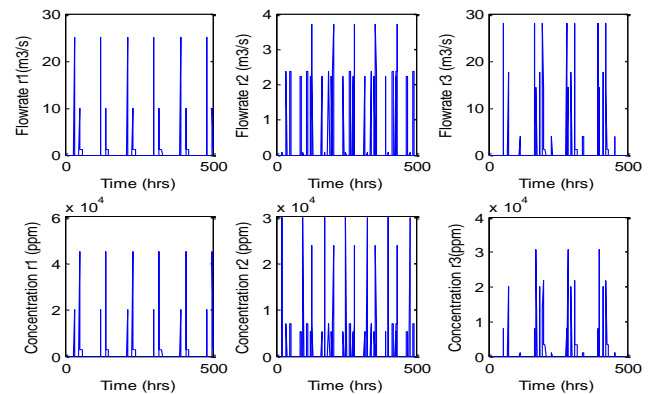 Flowrate r1(m3/s)
30
20
10
0
0
500
Time (hrs)
Flowrate r2 (m3/s)
4
3
2
1
0
0
500
Time (hrs)
Flowrate r3 (m3/s)
30
20
10
0
0
500
Time (hrs)
Concentration r1 (ppm)
x 10^4
6
4
2
0
0
500
Time (hrs)
Concentration r2 (ppm)
x 10^4
3
2
1
0
0
500
Time (hrs)
Concentration r3(ppm)
x 10^4
4
3
2
1
0
0
500
Time (hrs)